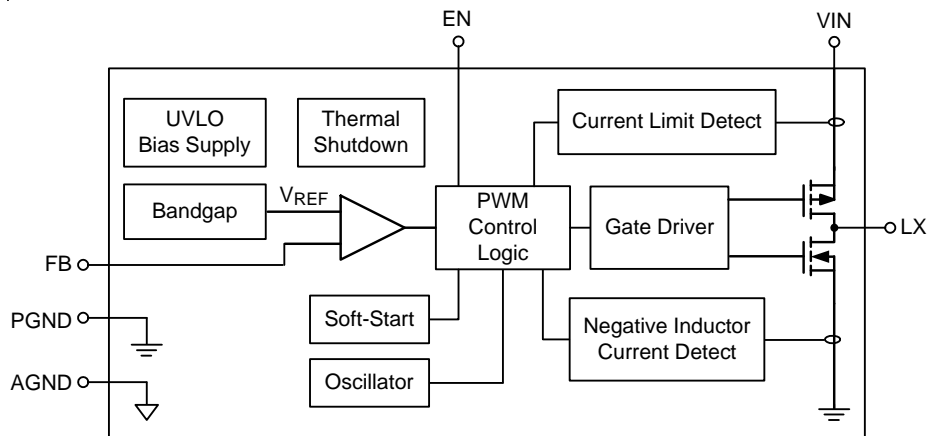 EN
VIN
UVLO
Bias Supply
Thermal
Shutdown
Current Limit Detect
Bandgap
VREF
PWM
Control
Logic
Gate Driver
LX
FB
PGND
Soft-Start
Negative Inductor
Current Detect
AGND
Oscillator